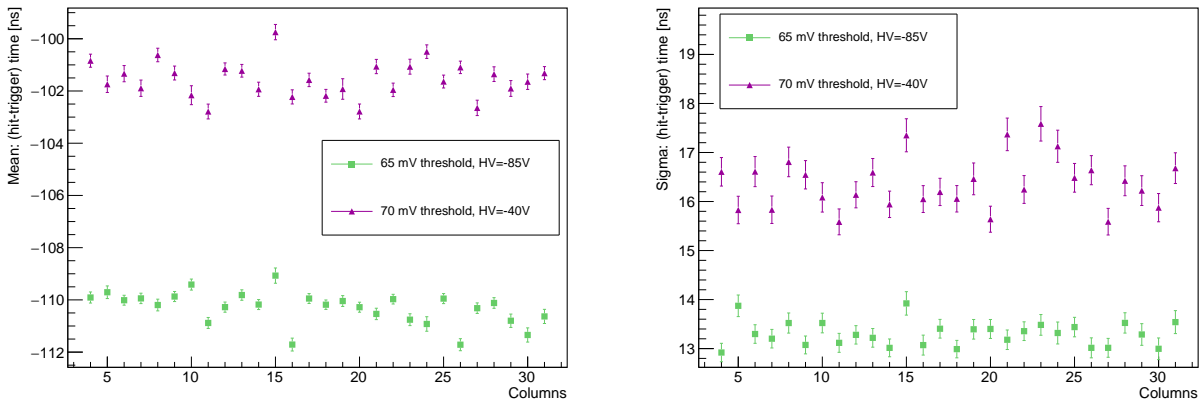 Mean: (hit-trigger) time [ns]
−100
−102
−104
−106
−108
−110
−112
65 mV threshold, HV=-85V
70 mV threshold, HV=-40V
5 10 15 20 25 30
Columns
Sigma: (hit-trigger) time [ns]
19
18
17
16
15
14
13
65 mV threshold, HV=-85V
70 mV threshold, HV=-40V
5 10 15 20 25 30
Columns